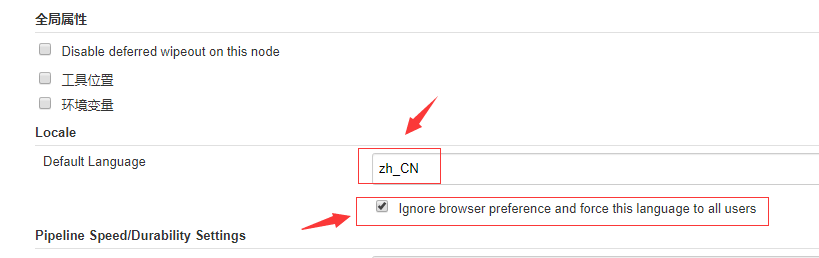 全局属性
Disable deferred wipeout on this node
工具位置
环境变量
Locale
Default Language
zh_CN
Ignore browser preference and force this language to all users
Pipeline Speed/Durability Settings